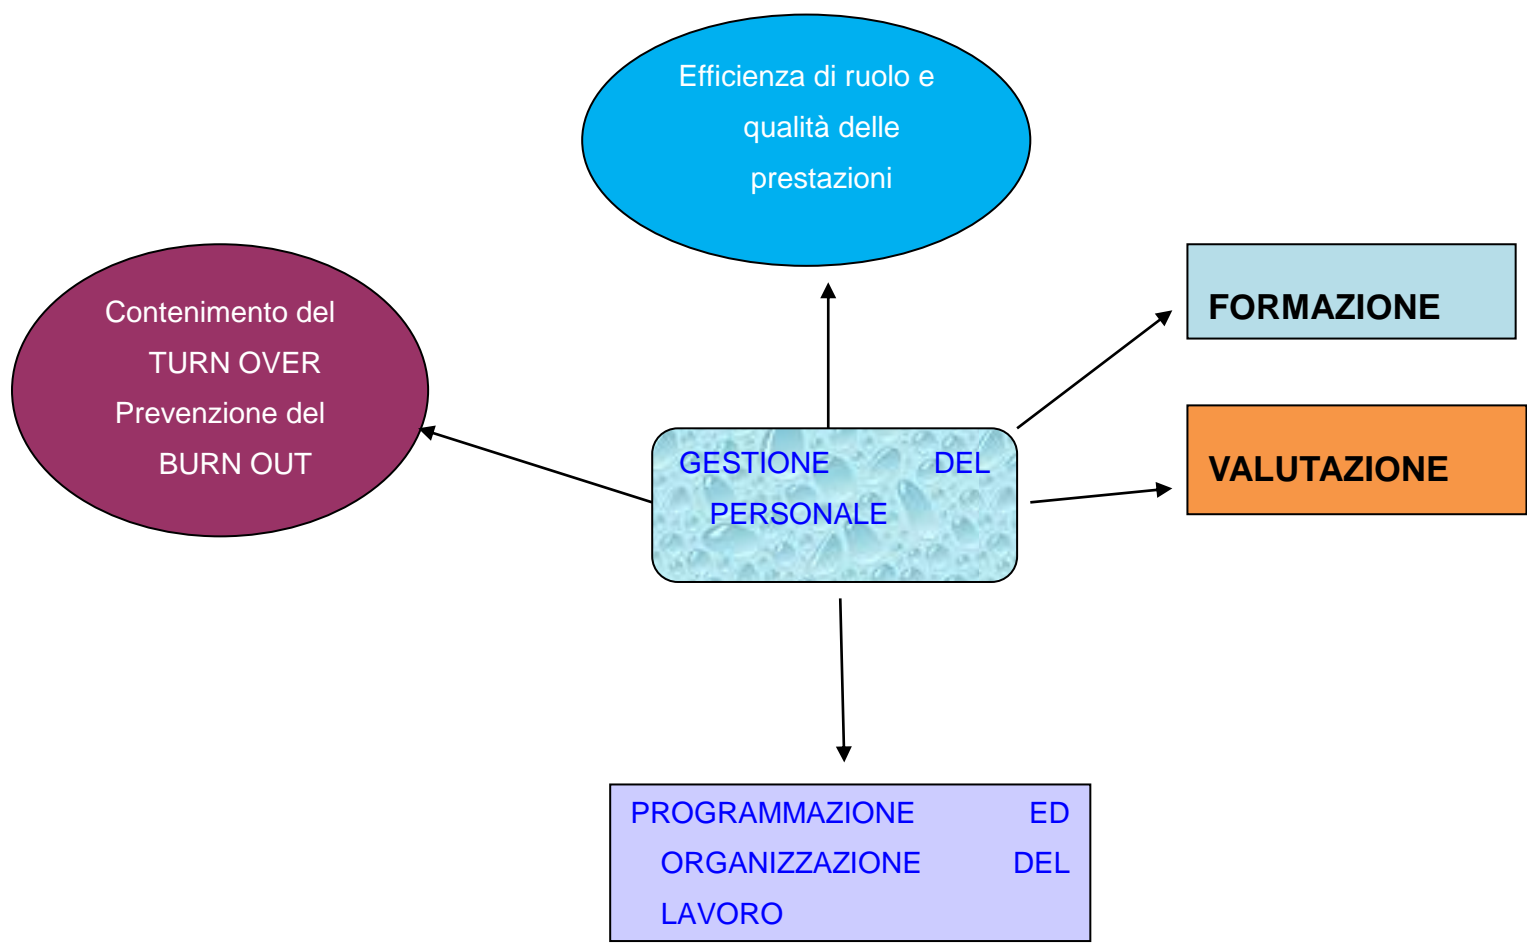 Efficienza di ruolo e
qualità delle
prestazioni
Contenimento del
TURN OVER
Prevenzione del
BURN OUT
FORMAZIONE
VALUTAZIONE
GESTIONE DEL
PERSONALE
PROGRAMMAZIONE ED
ORGANIZZAZIONE DEL
LAVORO